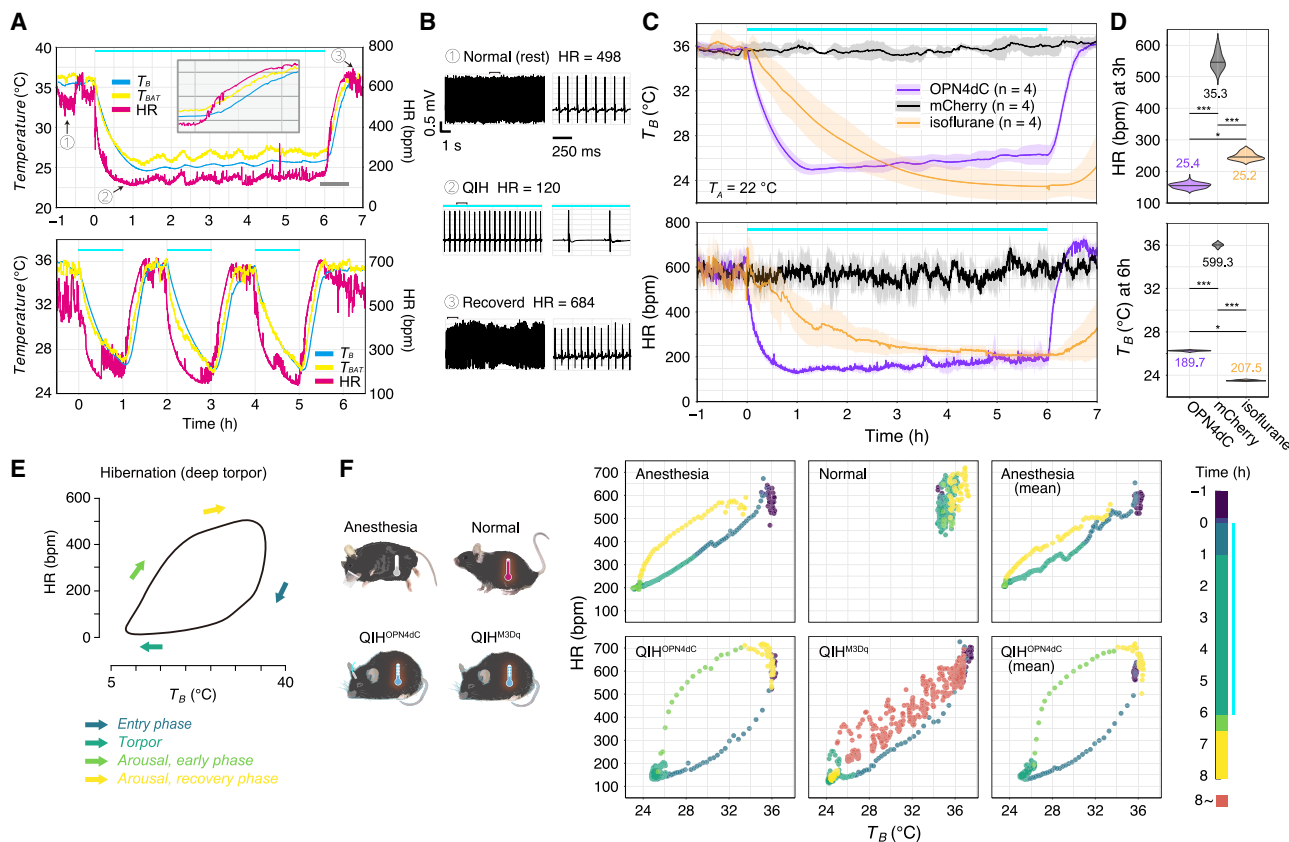 A
Temperature (°C)
40
35
30
25
20
T_B
T_BAT
HR
①
②
③
800
600
400
200
0
HR (bpm)
−1 0 1 2 3 4 5 6 7
Temperature (°C)
36
32
28
24
T_B
T_BAT
HR
700
500
300
100
HR (bpm)
0 1 2 3 4 5 6
Time (h)
B
① Normal (rest) HR = 498
0.5 mV
1 s
250 ms
② QIH HR = 120
③ Recoverd HR = 684
C
T_B (°C)
36
32
28
24
OPN4dC (n = 4)
mCherry (n = 4)
isoflurane (n = 4)
T_A = 22 °C
HR (bpm)
800
600
400
200
0
−1 0 1 2 3 4 5 6 7
Time (h)
D
HR (bpm) at 3h
600
500
400
300
200
100
35.3
***
***
*
25.4
25.2
T_B (°C) at 6h
36
32
28
24
599.3
***
***
*
189.7
207.5
OPN4dC
mCherry
isoflurane
E
Hibernation (deep torpor)
HR (bpm)
600
400
200
0
5 40
T_B (°C)
Entry phase
Torpor
Arousal, early phase
Arousal, recovery phase
F
Anesthesia
Normal
QIH^OPN4dC
QIH^M3Dq
HR (bpm)
700
600
500
400
300
200
100
Anesthesia
Normal
Anesthesia
(mean)
700
600
500
400
300
200
100
QIH^OPN4dC
QIH^M3Dq
QIH^OPN4dC
(mean)
24 28 32 36
24 28 32 36
24 28 32 36
T_B (°C)
Time (h)
−1
0
1
2
3
4
5
6
7
8
8~